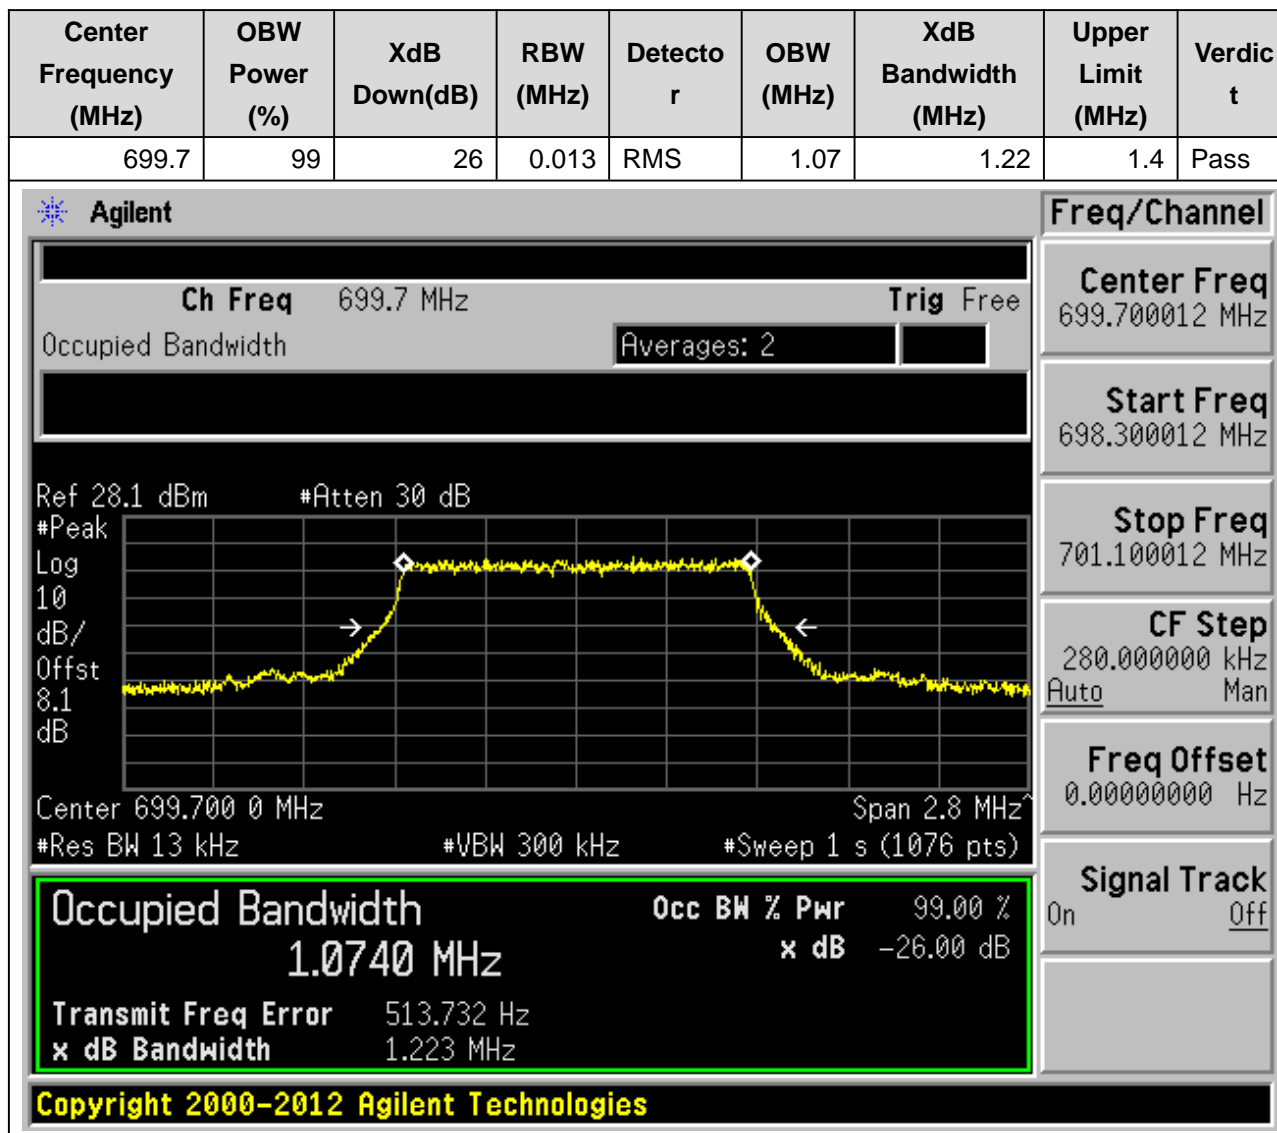 Center Frequency (MHz) OBW Power (%) XdB Down(dB) RBW (MHz) Detecto r OBW (MHz) XdB Bandwidth (MHz) Upper Limit (MHz) Verdic t
699.7 99 26 0.013 RMS 1.07 1.22 1.4 Pass
Agilent
Freq/Channel
Ch Freq 699.7 MHz Trig Free
Occupied Bandwidth Averages: 2
Ref 28.1 dBm #Atten 30 dB
#Peak
Log
10
dB/
Offst
8.1
dB
Center 699.700 0 MHz Span 2.8 MHz^
#Res BW 13 kHz #VBW 300 kHz #Sweep 1 s (1076 pts)
Occupied Bandwidth Occ BW % Pwr 99.00 %
1.0740 MHz x dB -26.00 dB
Transmit Freq Error 513.732 Hz
x dB Bandwidth 1.223 MHz
Center Freq
699.700012 MHz
Start Freq
698.300012 MHz
Stop Freq
701.100012 MHz
CF Step
280.000000 kHz
Auto Man
Freq Offset
0.00000000 Hz
Signal Track
On Off
Copyright 2000-2012 Agilent Technologies